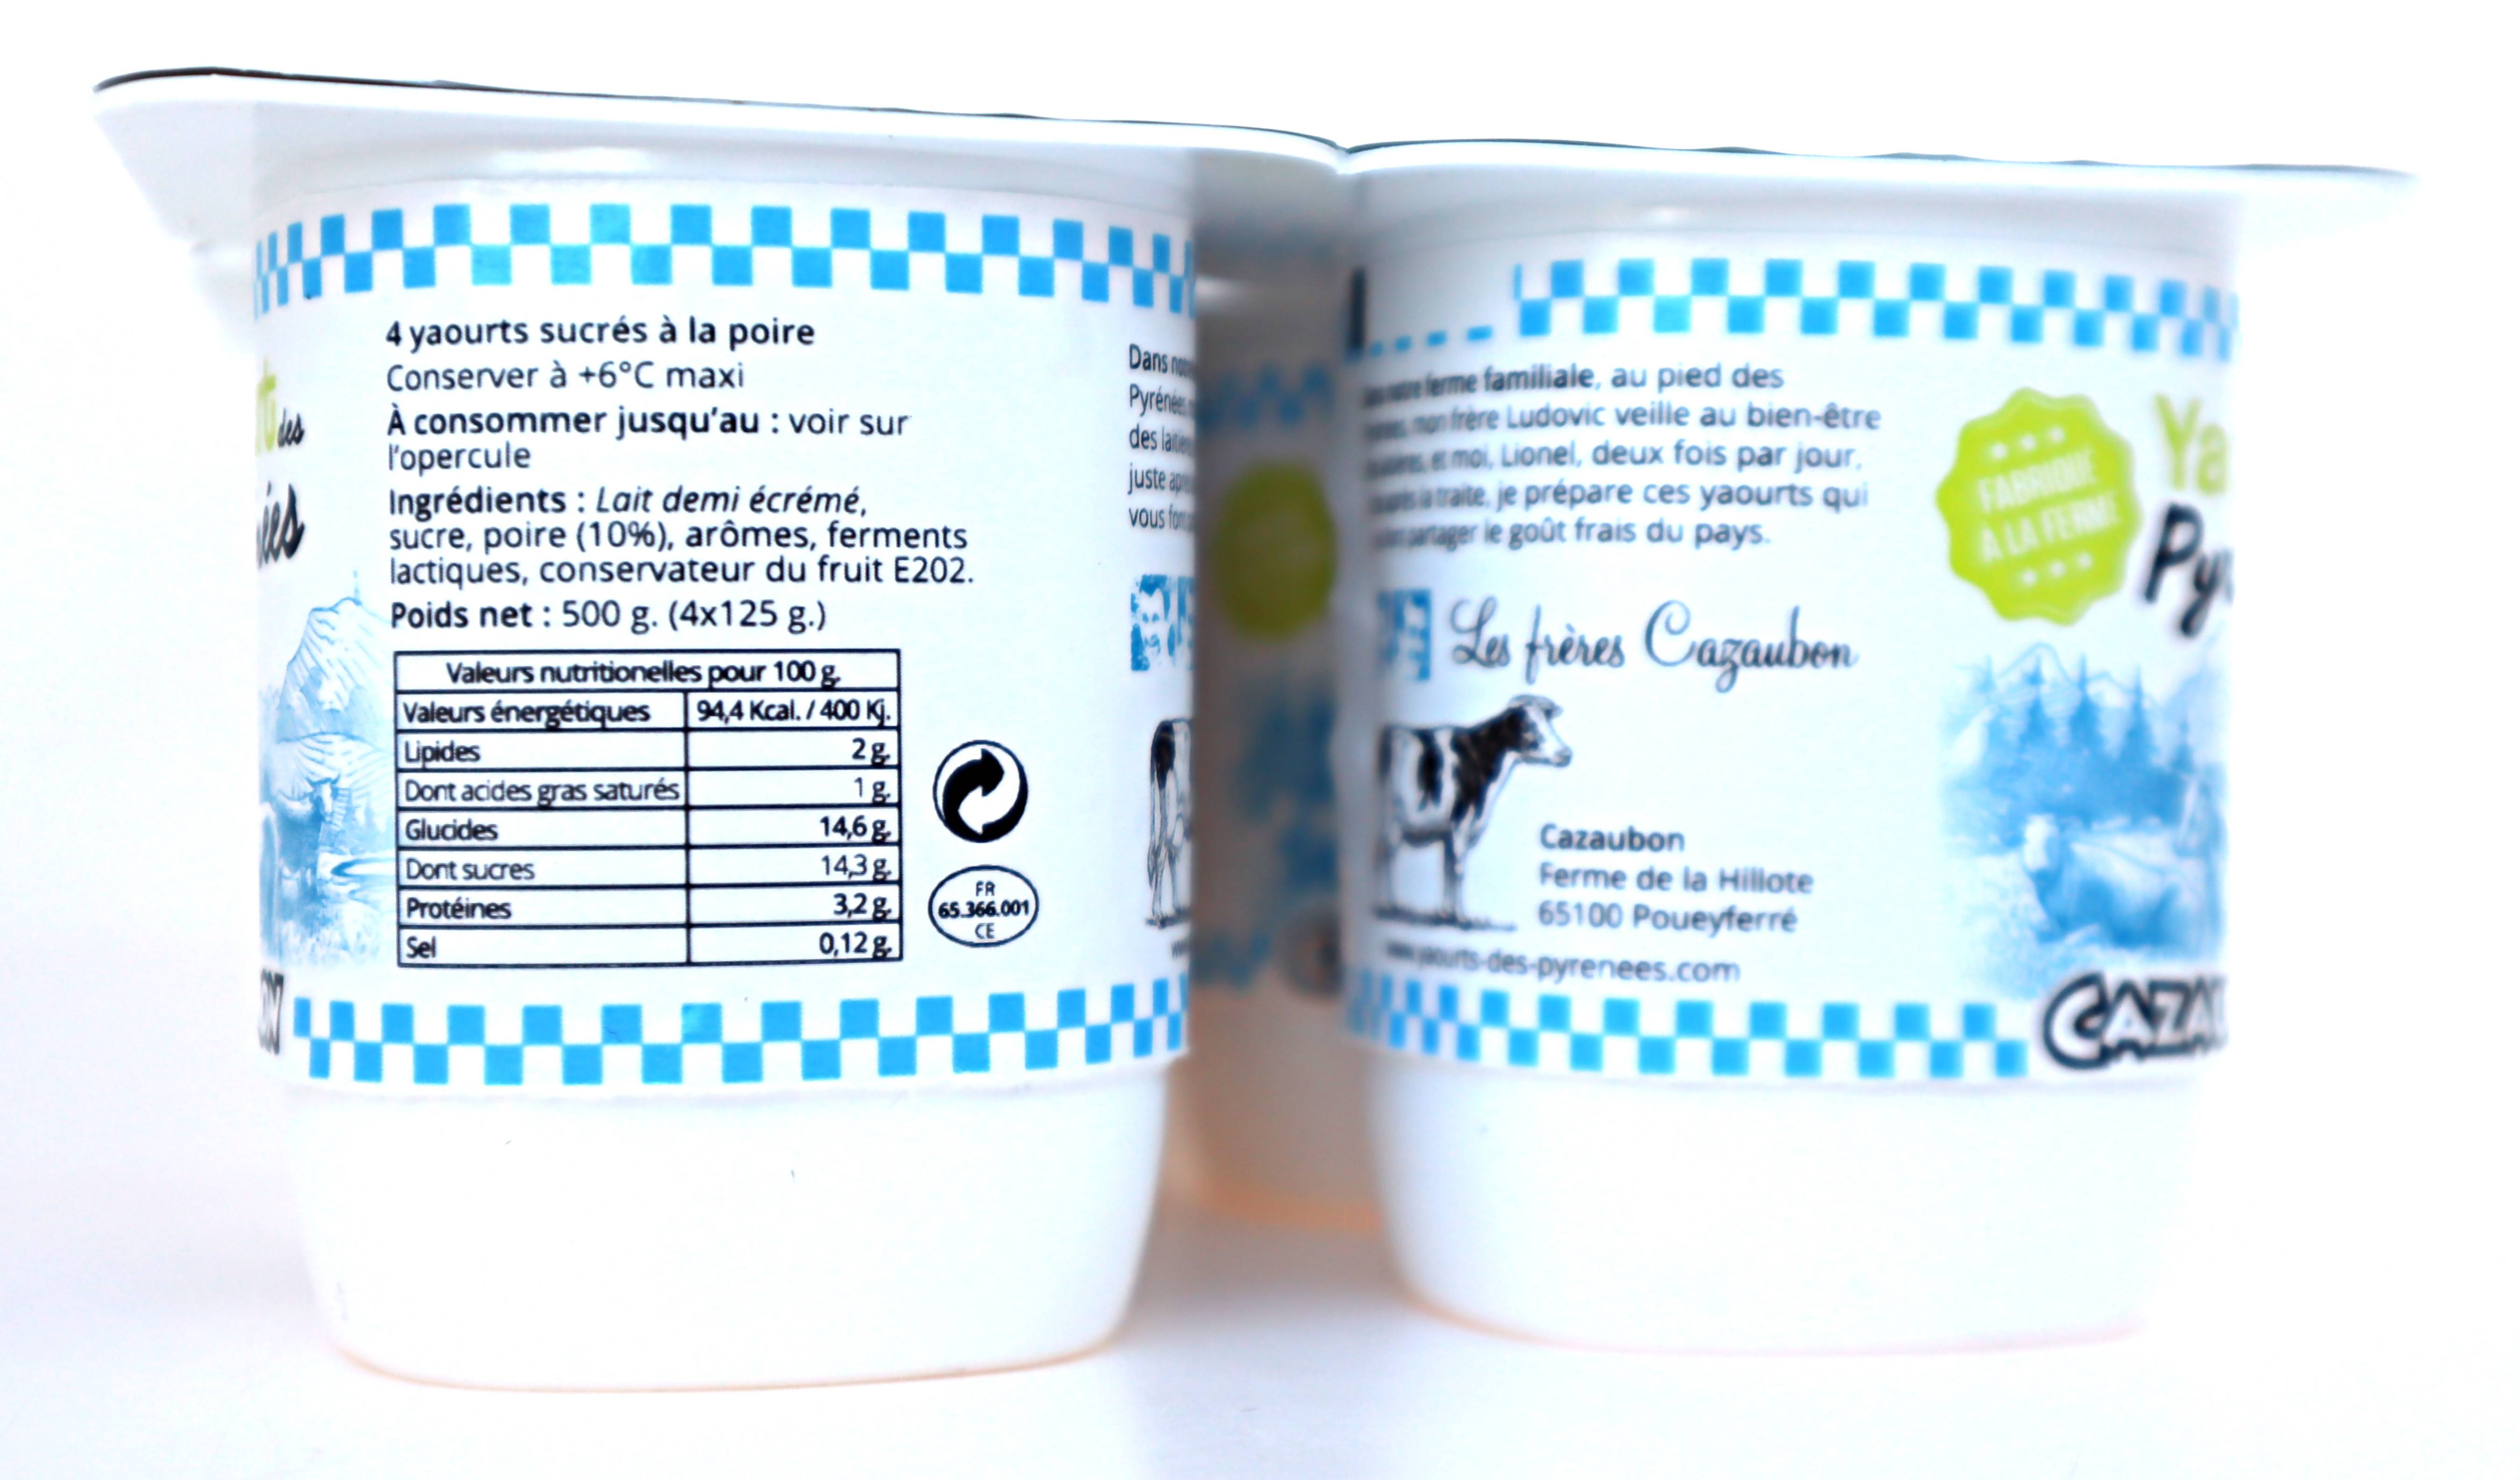 4 yaourts sucrés à la poire
Conserver à +6°C maxi
À consommer jusqu'au : voir sur
l'opercule
Ingrédients : Lait demi écrémé,
sucre, poire (10%), arômes, ferments
lactiques, conservateur du fruit E202.
Poids net : 500 g. (4x125 g.)
Valeurs nutritionelles pour 100 g.
Valeurs énergétiques 94,4 Kcal. / 400 Kj.
Lipides 2 g.
Dont acides gras saturés 1 g.
Glucides 14,6 g.
Dont sucres 14,3 g.
Protéines 3,2 g.
Sel 0,12 g.
FR
65.366.001
CE
des
Dans
Pyrénées
des
juste
vous
ferme familiale, au pied des
mon frère Ludovic veille au bien-être
et moi, Lionel, deux fois par jour,
la traite, je prépare ces yaourts qui
partager le goût frais du pays.
Les frères Cazaubon
Cazaubon
Ferme de la Hillote
65100 Poueyferré
yaourts-des-pyrenees.com
FABRIQUÉ
À LA FERME
Ya
Py
CAZA